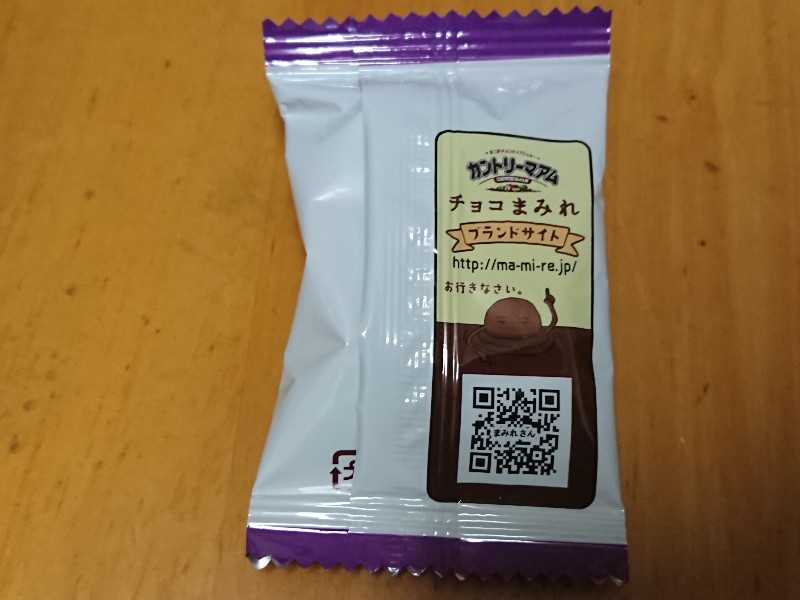 カントリーマアム
チョコまみれ
ブランドサイト
http://ma-mi-re.jp/
お行きなさい。
まみれさん